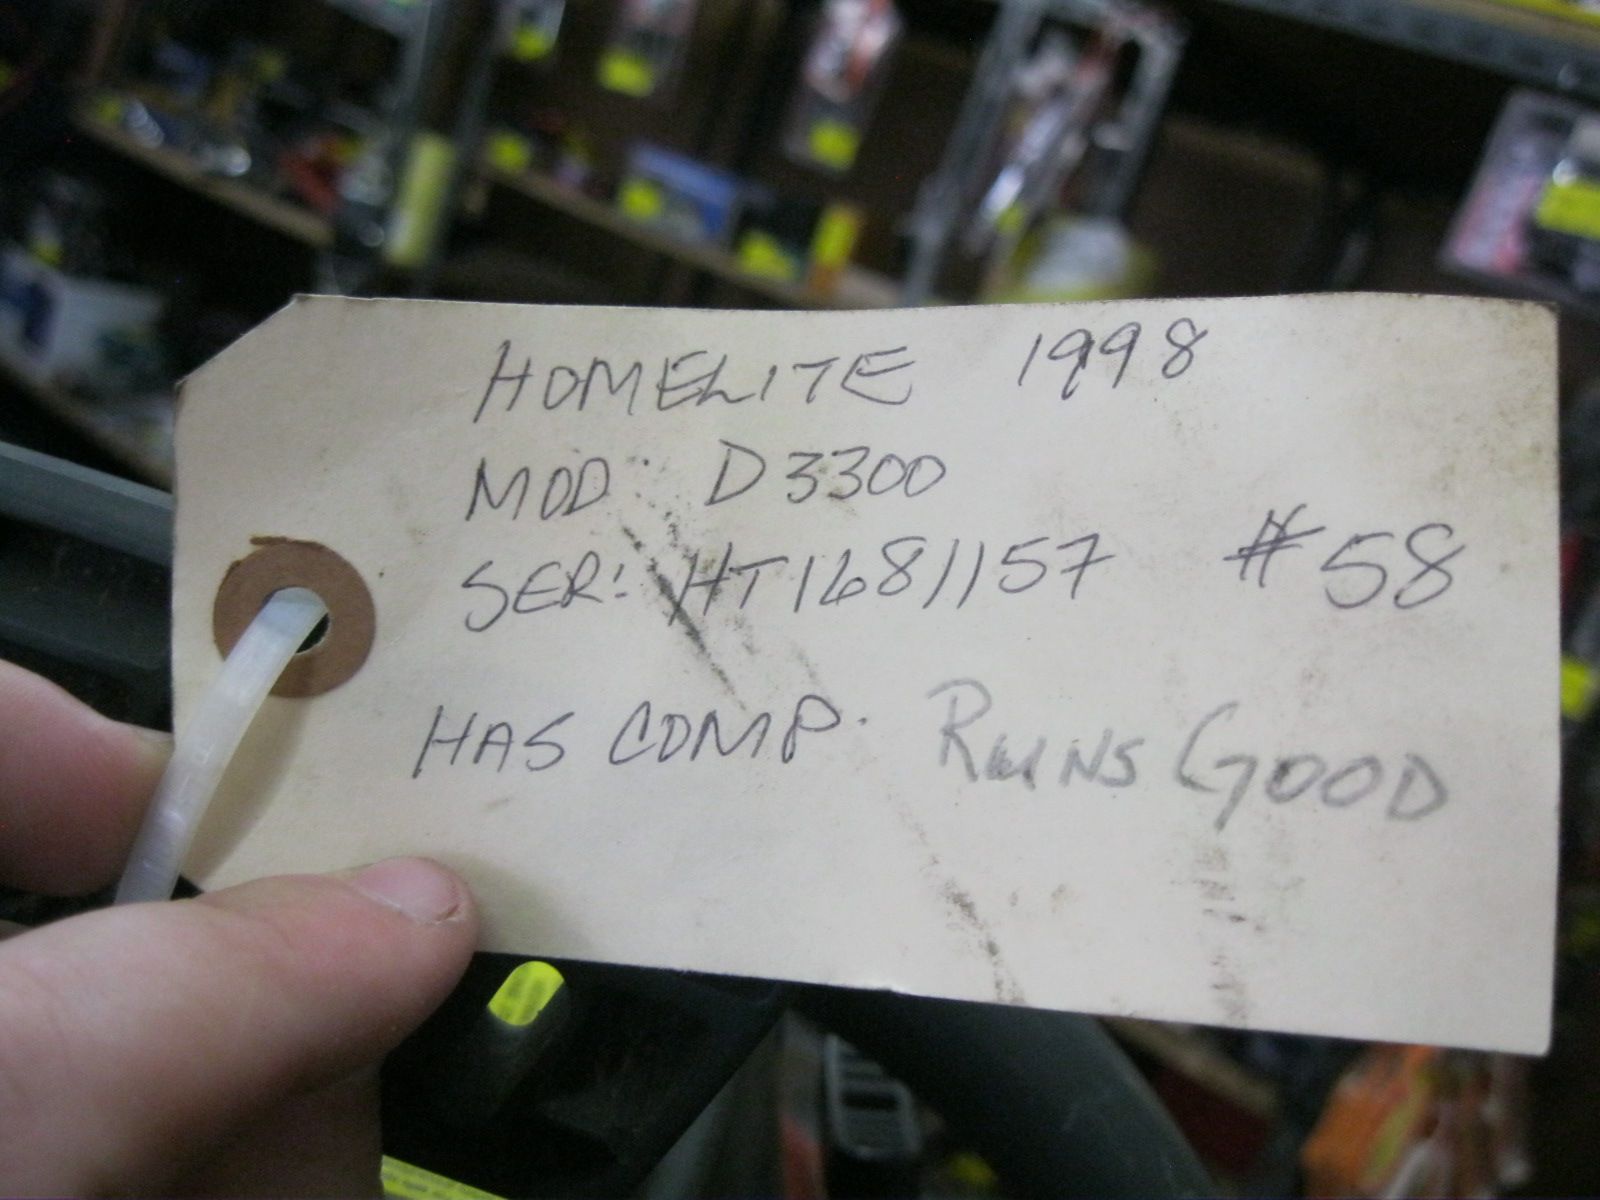 HOMELITE 1998
MOD: D3300
SER: HT1681157 #58
HAS COMP. RUNS GOOD